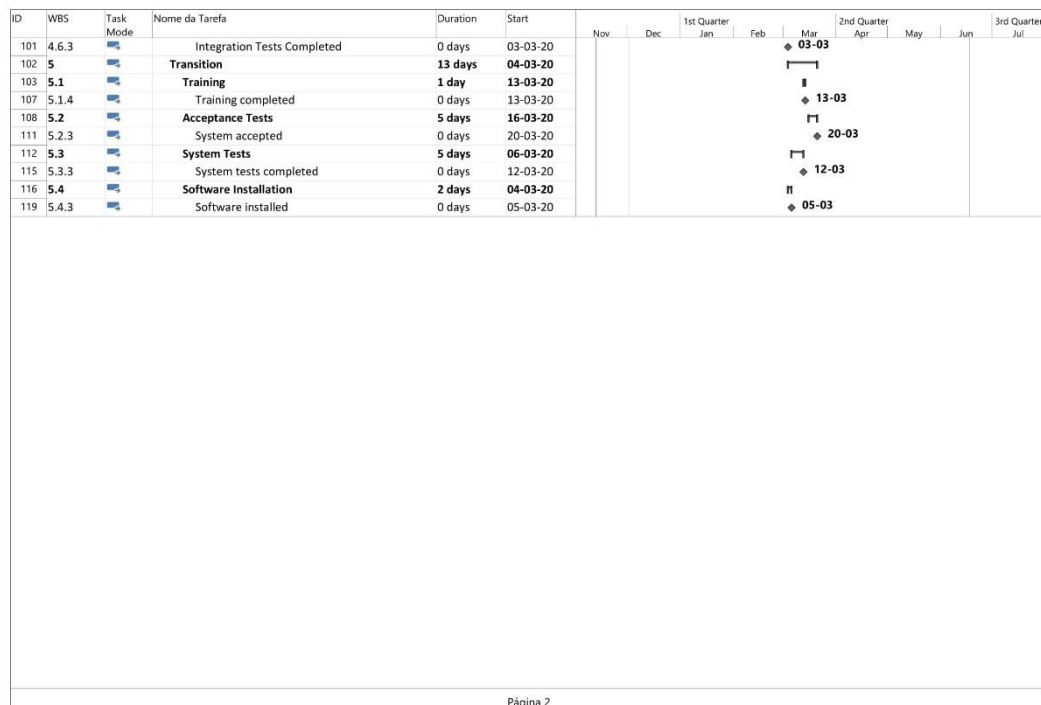 ID WBS Task Mode Nome da Tarefa Duration Start
1st Quarter 2nd Quarter 3rd Quarter
Nov Dec Jan Feb Mar Apr May Jun Jul
101 4.6.3 Integration Tests Completed 0 days 03-03-20 03-03
102 5 Transition 13 days 04-03-20
103 5.1 Training 1 day 13-03-20
107 5.1.4 Training completed 0 days 13-03-20 13-03
108 5.2 Acceptance Tests 5 days 16-03-20
111 5.2.3 System accepted 0 days 20-03-20 20-03
112 5.3 System Tests 5 days 06-03-20
115 5.3.3 System tests completed 0 days 12-03-20 12-03
116 5.4 Software Installation 2 days 04-03-20
119 5.4.3 Software installed 0 days 05-03-20 05-03
Página 2